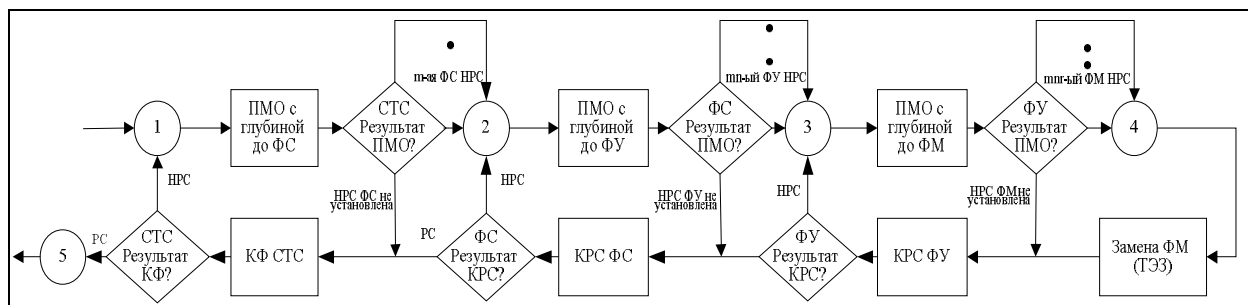 m-ая ФС НРС
mn-ый ФУ НРС
mnr-ый ФМ НРС
1
ПМО с
глубиной
до ФС
СТС
Результат
ПМО?
2
ПМО с
глубиной
до ФУ
ФС
Результат
ПМО?
3
ПМО с
глубиной
до ФМ
ФУ
Результат
ПМО?
4
НРС
НРС ФС не
установлена
НРС
НРС ФУ не
установлена
НРС
НРС ФМ не
установлена
5
РС
СТС
Результат
КФ?
КФ СТС
РС
ФС
Результат
КРС?
КРС ФС
ФУ
Результат
КРС?
КРС ФУ
Замена ФМ
(ТЭЗ)